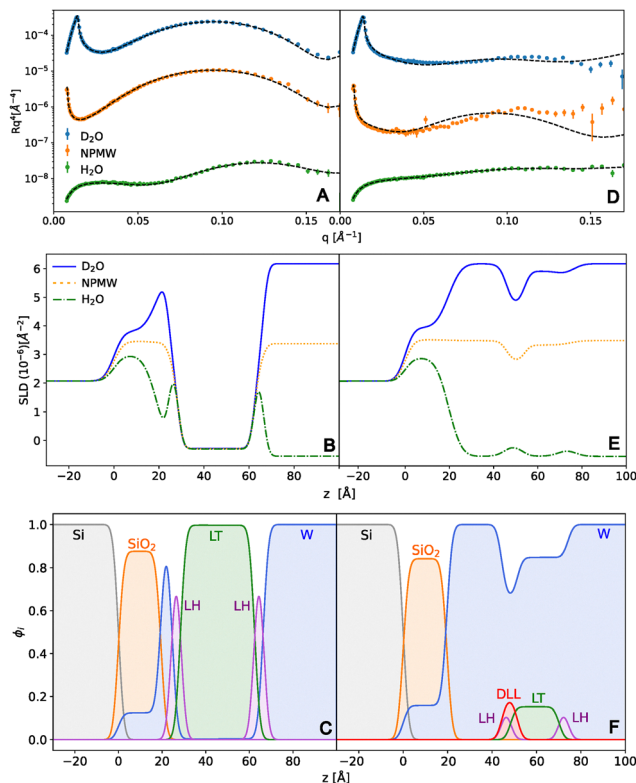 10⁻⁴
10⁻⁵
10⁻⁶
10⁻⁷
10⁻⁸
Rq⁴[Å⁻⁴]
D₂O
NPMW
H₂O
A
D
0.00 0.05 0.10 0.15 0.00 0.05 0.10 0.15
q [Å⁻¹] q [Å⁻¹]
6
5
4
3
2
1
0
SLD (10⁻⁶)[Å⁻²]
D₂O
NPMW
H₂O
B
E
−20 0 20 40 60 80 −20 0 20 40 60 80 100
z [Å] z [Å]
1.0
0.8
0.6
0.4
0.2
0.0
ϕᵢ
Si SiO₂ LT W
LH LH
C
Si SiO₂ W
DLL LT
LH LH
F
−20 0 20 40 60 80 −20 0 20 40 60 80 100
z [Å] z [Å]